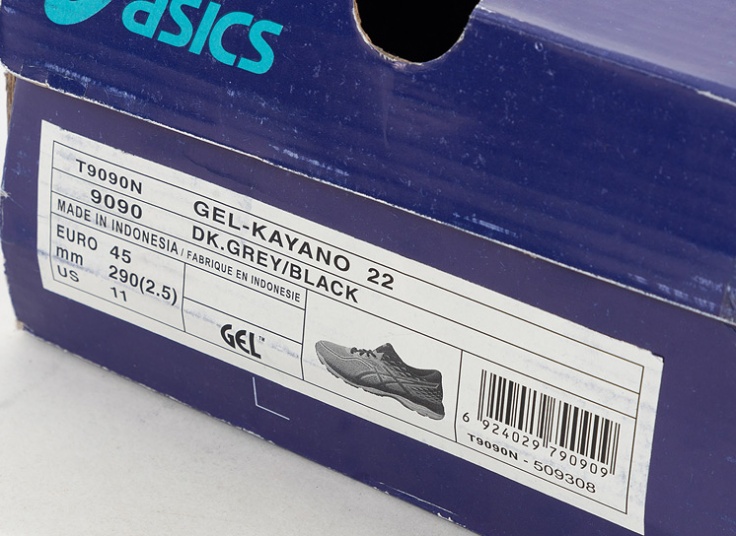 asics
T9090N
9090 GEL-KAYANO 22
MADE IN INDONESIA / FABRIQUE EN INDONESIE
DK.GREY/BLACK
EURO 45
mm 290(2.5)
US 11
GEL™
6 924029 790909
T9090N - 509308